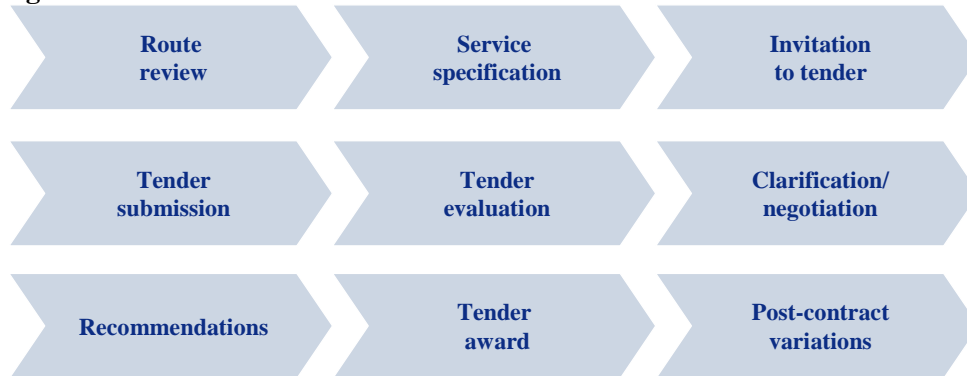 Route
review
Service
specification
Invitation
to tender
Tender
submission
Tender
evaluation
Clarification/
negotiation
Recommendations
Tender
award
Post-contract
variations